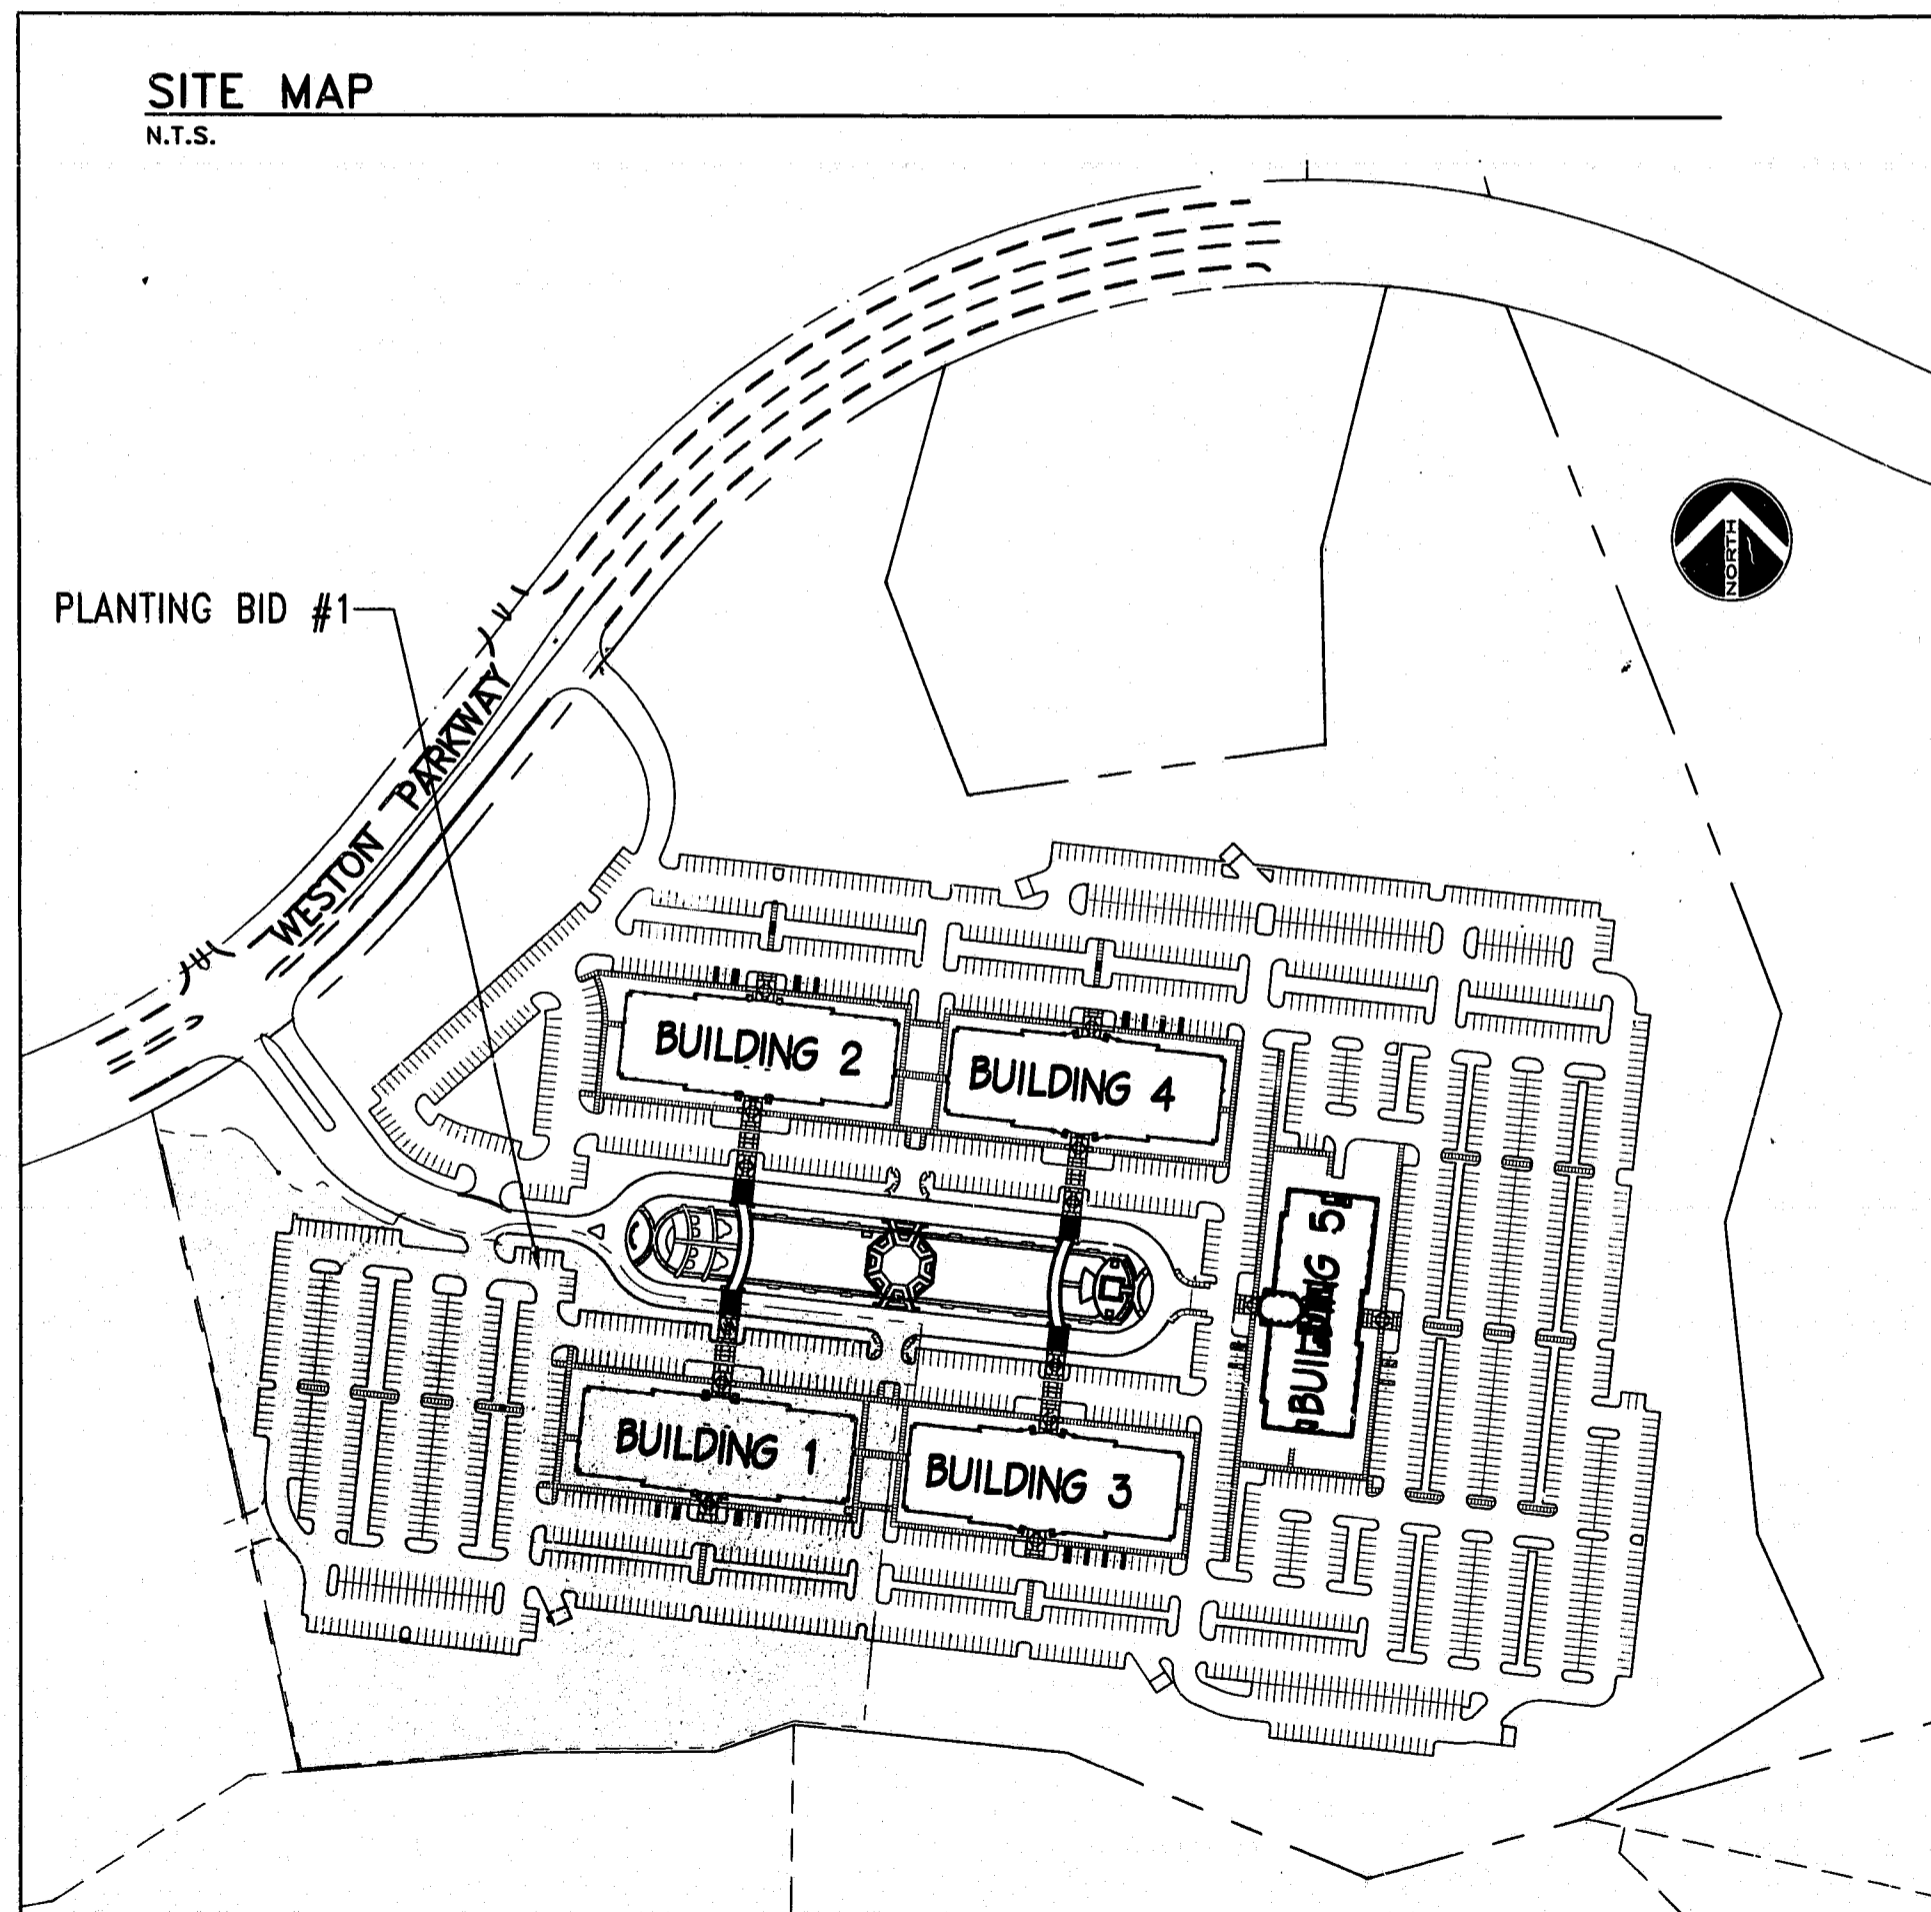 SITE MAP
N.T.S.
NORTH
PLANTING BID #1
WESTON PARKWAY
BUILDING 2
BUILDING 4
BUILDING 5
BUILDING 1
BUILDING 3